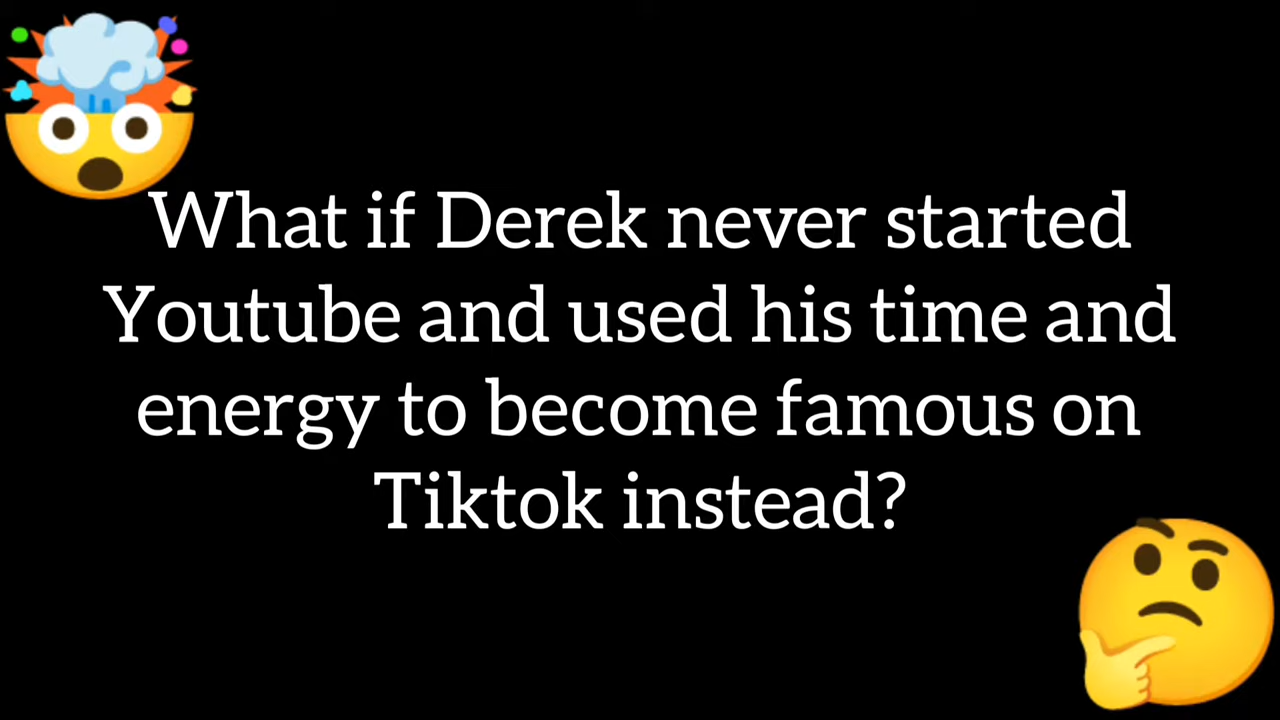 What if Derek never started
Youtube and used his time and
energy to become famous on
Tiktok instead?